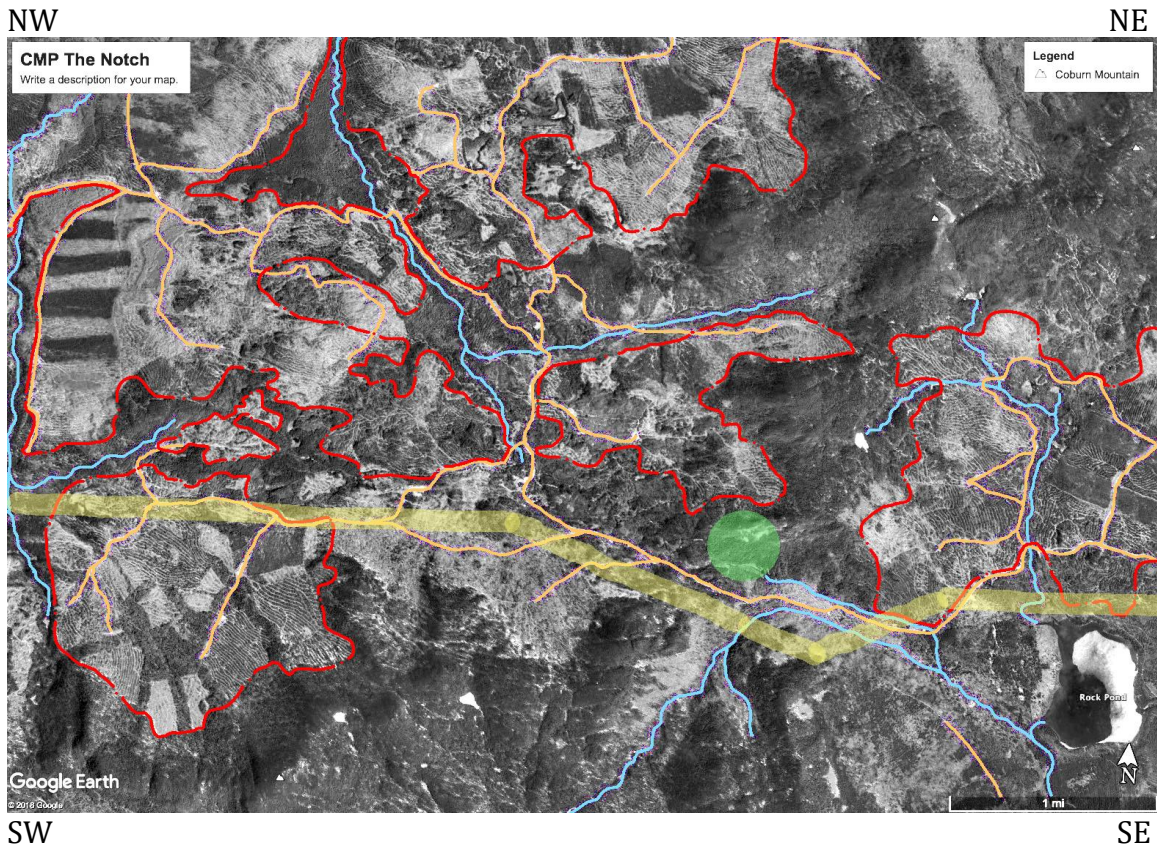 NW
NE
CMP The Notch
Write a description for your map.
Legend
Coburn Mountain
Rock Pond
Google Earth
© 2018 Google
N
1 mi
SW
SE